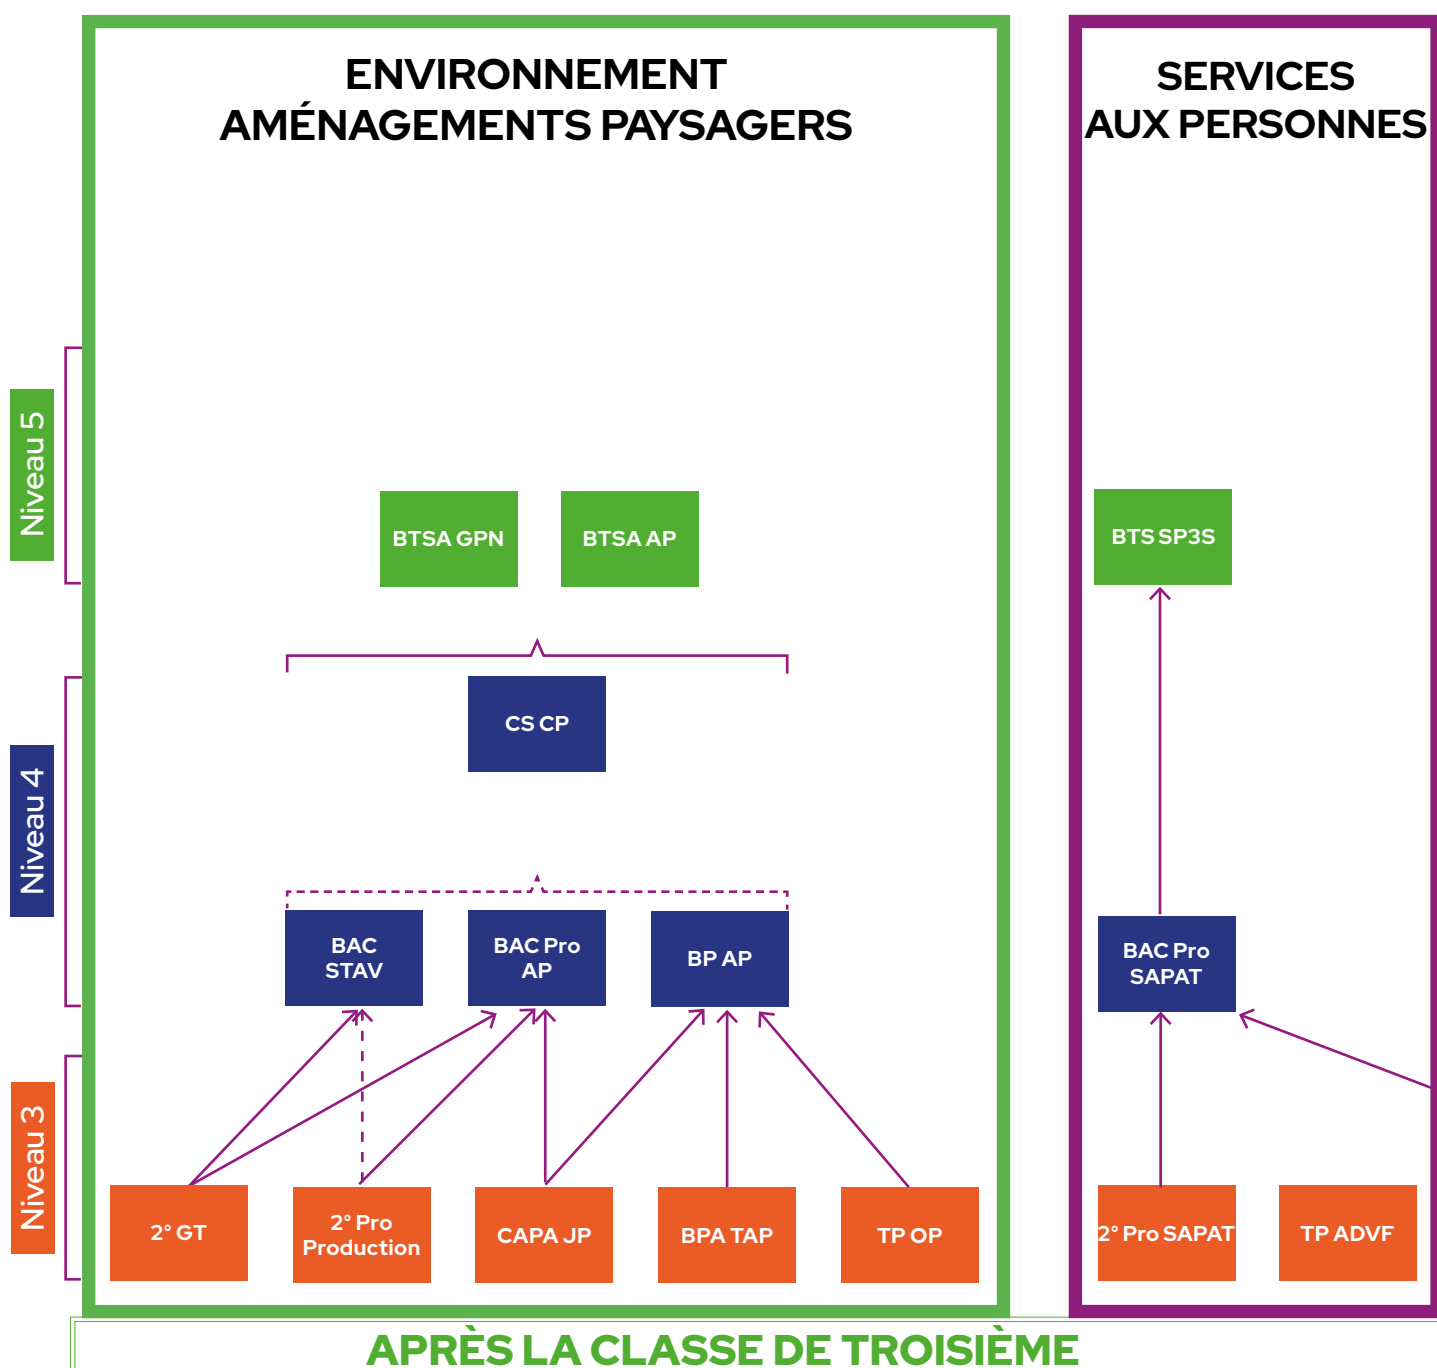 ENVIRONNEMENT
AMÉNAGEMENTS PAYSAGERS
SERVICES
AUX PERSONNES
Niveau 5
BTSA GPN
BTSA AP
BTS SP3S
Niveau 4
CS CP
BAC
STAV
BAC Pro
AP
BP AP
BAC Pro
SAPAT
Niveau 3
2° GT
2° Pro
Production
CAPA JP
BPA TAP
TP OP
2° Pro SAPAT
TP ADVF
APRÈS LA CLASSE DE TROISIÈME